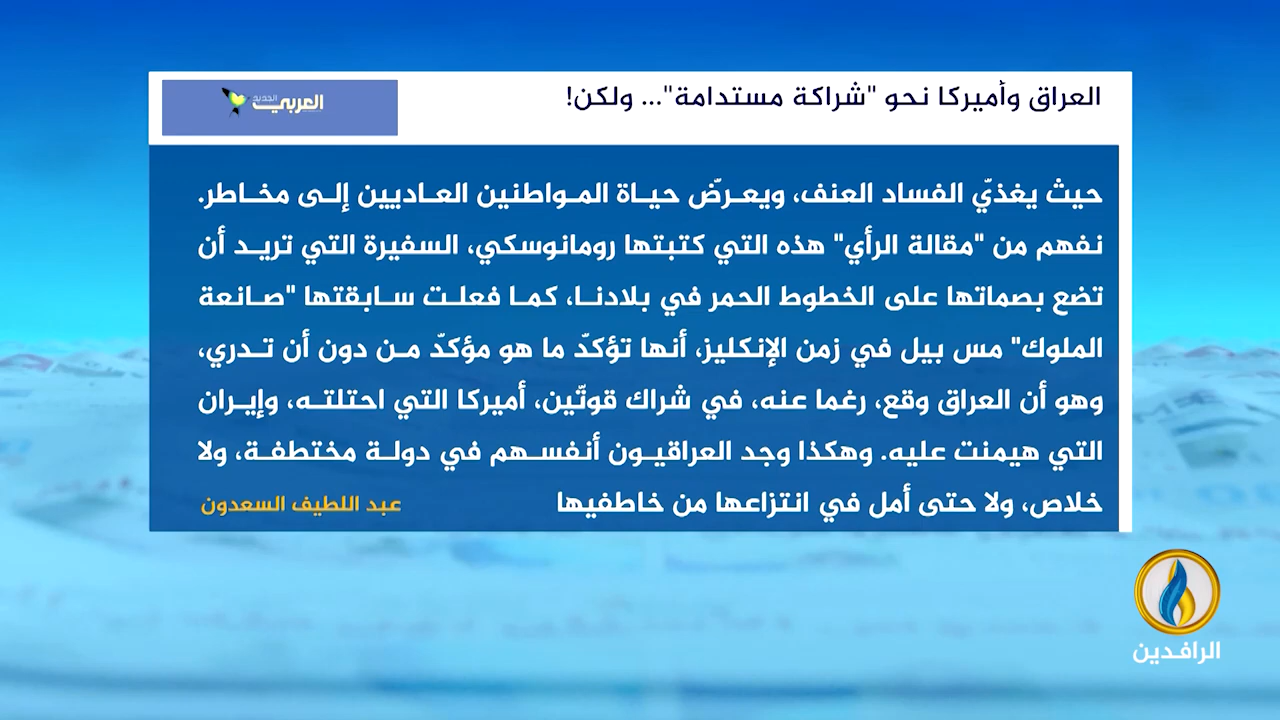 العراق وأميركا نحو "شراكة مستدامة"... ولكن!
العربي الجديد
حيث يغذيّ الفساد العنف، ويعرضّ حياة المواطنين العاديين إلى مخاطر.
نفهم من "مقالة الرأي" هذه التي كتبتها رومانوسكي، السفيرة التي تريد أن
تضع بصماتها على الخطوط الحمر في بلادنا، كما فعلت سابقتها "صانعة
الملوك" مس بيل في زمن الإنكليز، أنها تؤكدّ ما هو مؤكدّ من دون أن تدري،
وهو أن العراق وقع، رغما عنه، في شراك قوتّين، أميركا التي احتلته، وإيران
التي هيمنت عليه. وهكذا وجد العراقيون أنفسهم في دولة مختطفة، ولا
خلاص، ولا حتى أمل في انتزاعها من خاطفيها
عبد اللطيف السعدون
الرافدين